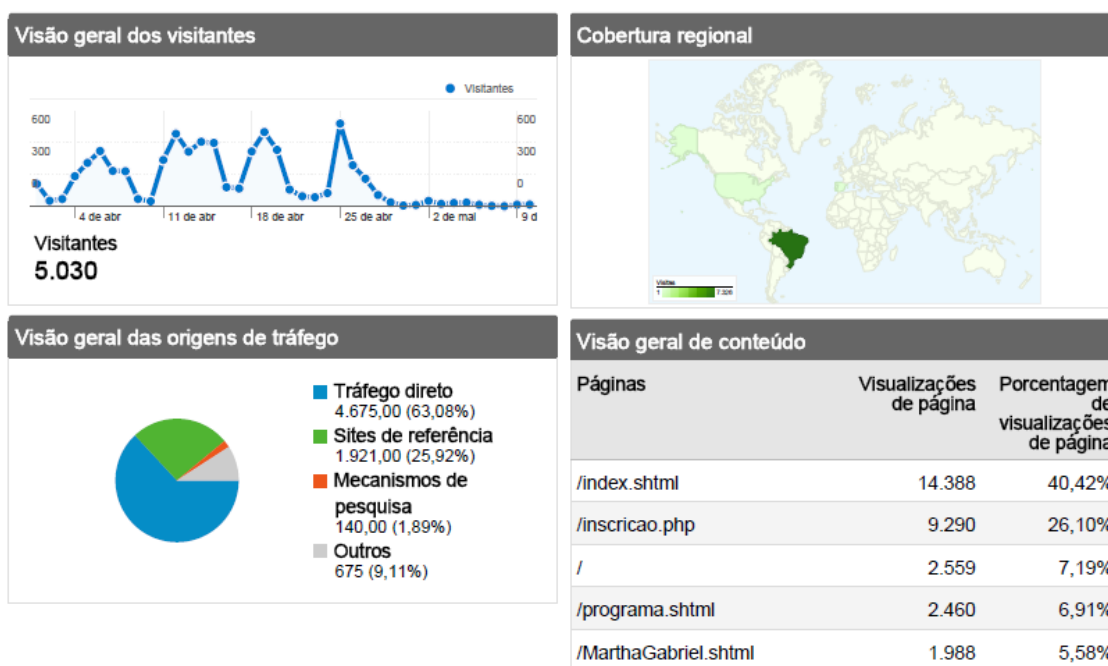 Visão geral dos visitantes
Visitantes
600 600
300 300
0 0
4 de abr 11 de abr 18 de abr 25 de abr 2 de mai 9 d
Visitantes
5.030
Cobertura regional
Visitas
1 7.326
Visão geral das origens de tráfego
Tráfego direto
4.675,00 (63,08%)
Sites de referência
1.921,00 (25,92%)
Mecanismos de
pesquisa
140,00 (1,89%)
Outros
675 (9,11%)
Visão geral de conteúdo
Páginas Visualizações Porcentagem
de página de
visualizações
de página
/index.shtml 14.388 40,42%
/inscricao.php 9.290 26,10%
/ 2.559 7,19%
/programa.shtml 2.460 6,91%
/MarthaGabriel.shtml 1.988 5,58%